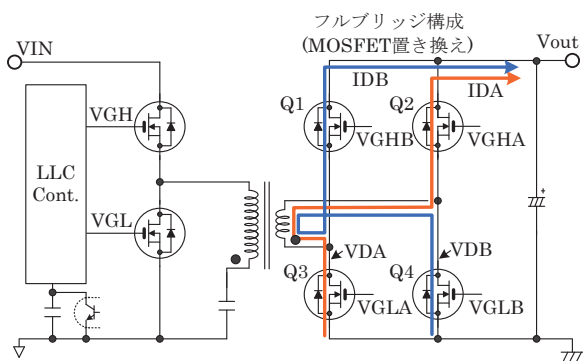 フルブリッジ構成
(MOSFET置き換え)
VIN
Vout
IDB
IDA
Q1
Q2
VGH
VGHB
VGHA
LLC
Cont.
VGL
VDA
VDB
Q3
Q4
VGLA
VGLB
+